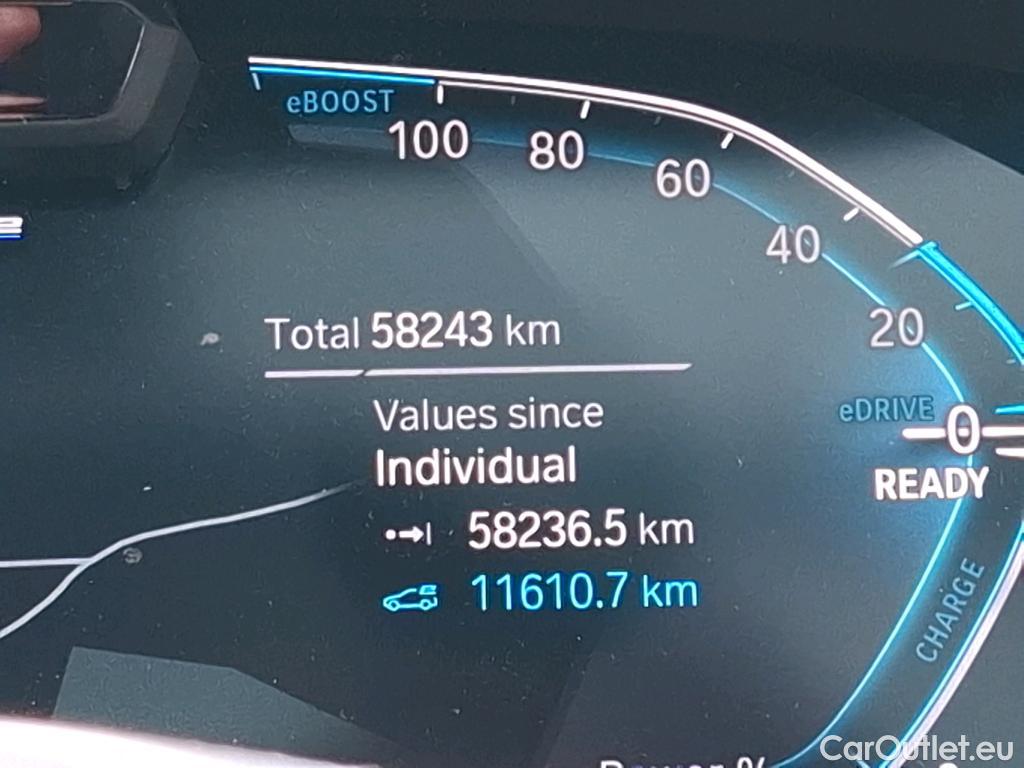 eBOOST
100
80
60
40
20
eDRIVE
0
READY
CHARGE
Total 58243 km
Values since
Individual
58236.5 km
11610.7 km
Power %
CarOutlet.eu